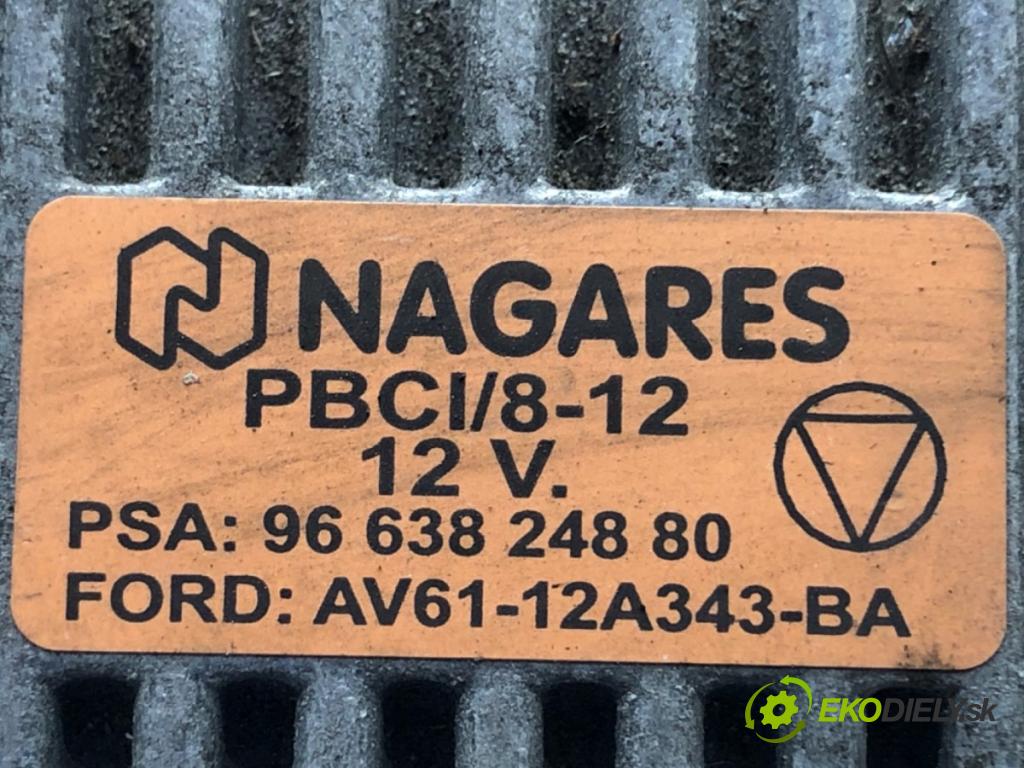 NAGARES
PBCI/8-12
12 V.
PSA: 96 638 248 80
FORD: AV61-12A343-BA
EKODIELY.sk